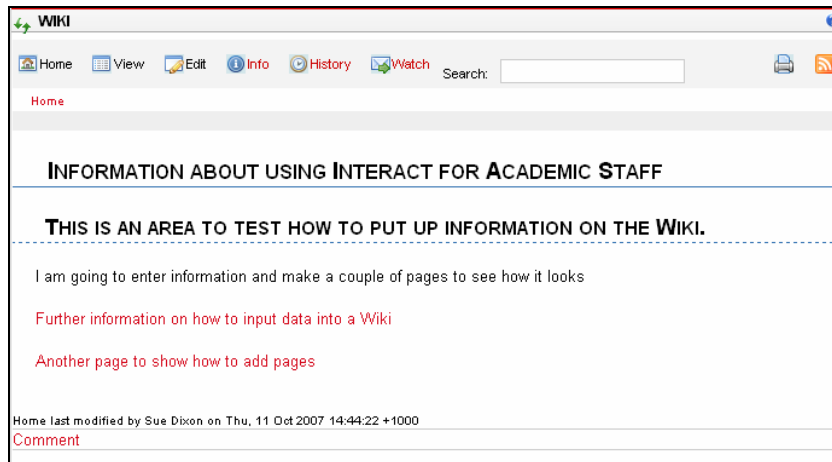 WIKI
Home View Edit Info History Watch Search:
Home
INFORMATION ABOUT USING INTERACT FOR ACADEMIC STAFF
THIS IS AN AREA TO TEST HOW TO PUT UP INFORMATION ON THE WIKI.
I am going to enter information and make a couple of pages to see how it looks
Further information on how to input data into a Wiki
Another page to show how to add pages
Home last modified by Sue Dixon on Thu, 11 Oct 2007 14:44:22 +1000
Comment